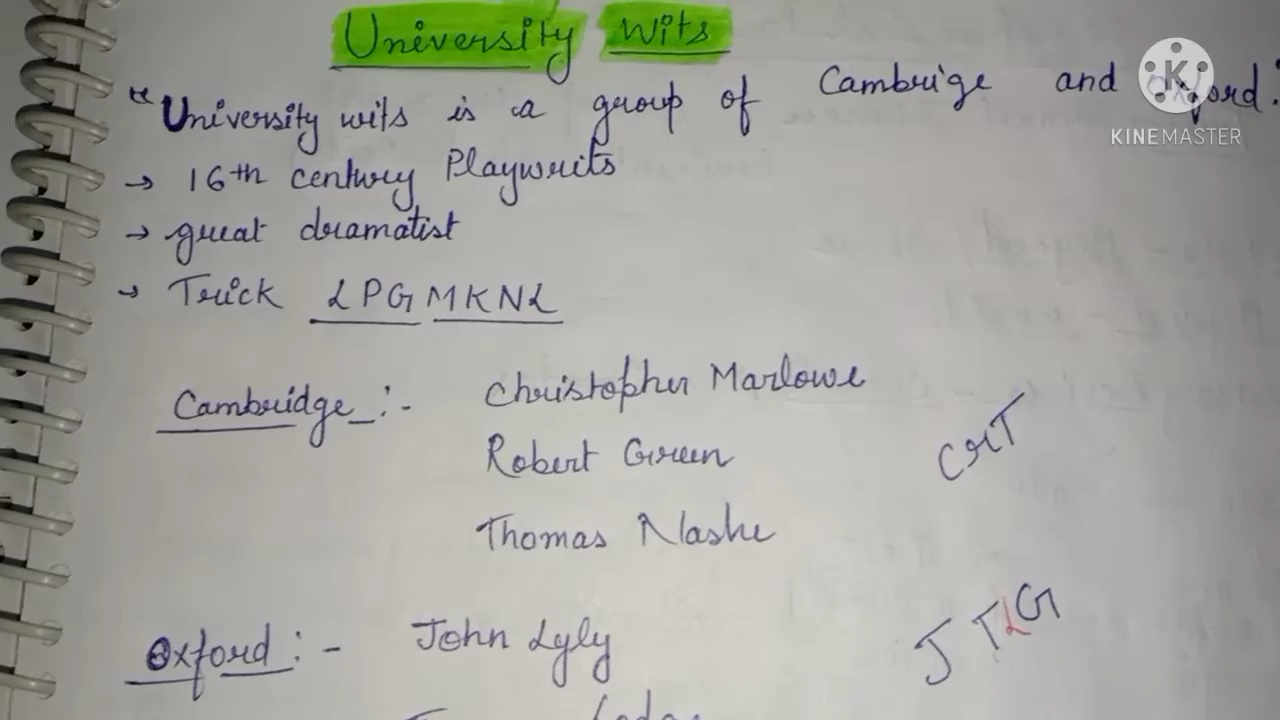 University Wits
"University wits is a group of Cambrige and Oxford.
→ 16th century Playwrits
→ great dramatist
→ Trick LPGMKNL
Cambridge :- Christopher Marlowe
Robert Green
Thomas Nashe
CRT
Oxford :- John Lyly
JTLG
K
KINEMASTER